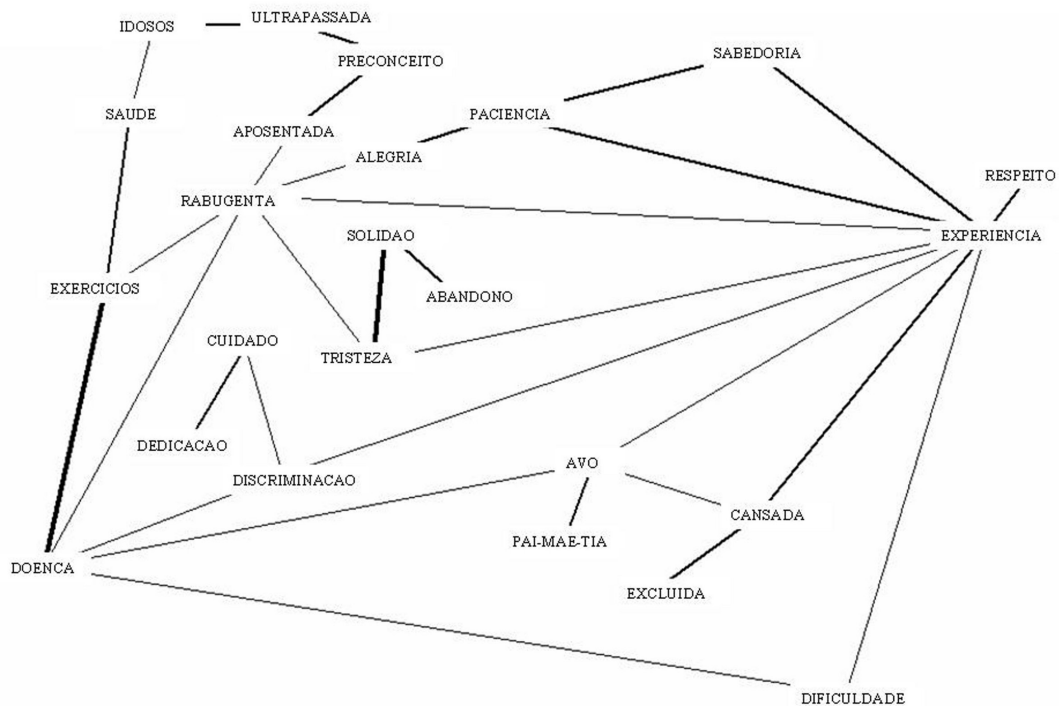 ULTRAPASSADA
IDOSOS
SABEDORIA
PRECONCEITO
SAUDE
PACIENCIA
APOSENTADA
ALEGRIA
RESPEITO
RABUGENTA
SOLIDAO
EXPERIENCIA
EXERCICIOS
ABANDONO
CUIDADO
TRISTEZA
DEDICACAO
AVO
DISCRIMINACAO
CANSADA
PAI-MAE-TIA
DOENCA
EXCLUIDA
DIFICULDADE